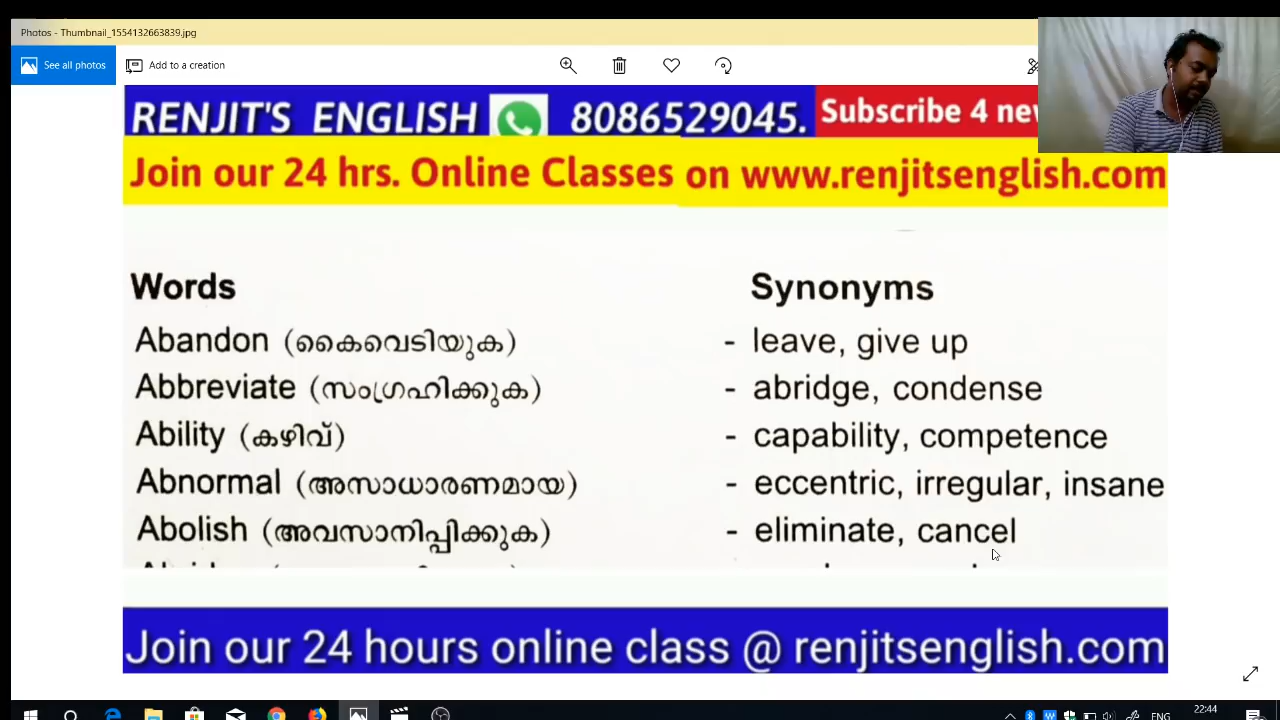 Photos - Thumbnail_1554132663839.jpg
See all photos
Add to a creation
RENJIT'S ENGLISH 8086529045. Subscribe 4
Join our 24 hrs. Online Classes on www.renjitsenglish.com
Words Synonyms
Abandon (കൈവെടിയുക) - leave, give up
Abbreviate (സംഗ്രഹിക്കുക) - abridge, condense
Ability (കഴിവ്) - capability, competence
Abnormal (അസാധാരണമായ) - eccentric, irregular, insane
Abolish (അവസാനിപ്പിക്കുക) - eliminate, cancel
Join our 24 hours online class @ renjitsenglish.com
22:44
ENG